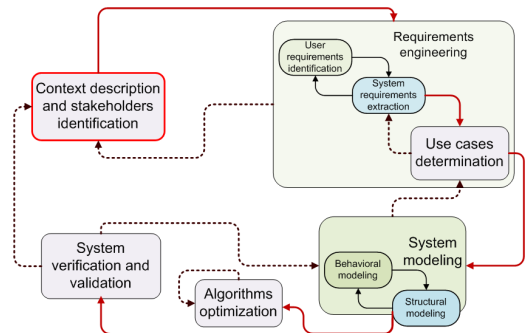 Requirements
engineering
User
requirements
identification
System
requirements
extraction
Context description
and stakeholders
identification
Use cases
determination
System
modeling
Behavioral
modeling
Structural
modeling
System
verification and
validation
Algorithms
optimization